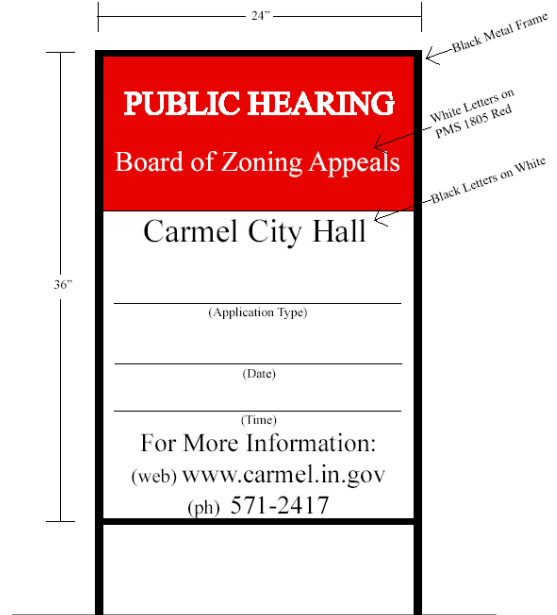 24”
Black Metal Frame
PUBLIC HEARING
White Letters on
PMS 1805 Red
Board of Zoning Appeals
Black Letters on White
Carmel City Hall
36”
(Application Type)
(Date)
(Time)
For More Information:
(web) www.carmel.in.gov
(ph) 571-2417